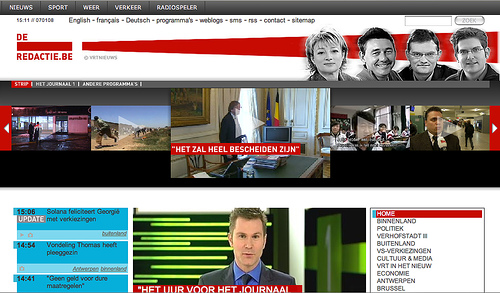 NIEUWS SPORT WEER VERKEER RADIOSPELER
15:11 // 070108 English - français - Deutsch - programma's - weblogs - sms - rss - contact - sitemap
ZOEK
DE
REDACTIE.BE
© VRTNIEUWS
STRIP | HET JOURNAAL 1 | ANDERE PROGRAMMA'S |
"HET ZAL HEEL BESCHEIDEN ZIJN"
15:06 Solana feliciteert Georgië
UPDATE met verkiezingen
buitenland
14:54 Vondeling Thomas heeft
pleeggezin
Antwerpen binnenland
14:41 "Geen geld voor dure
maatregelen"
"HET UUR VOOR HET JOURNAAL
HOME
BINNENLAND
POLITIEK
VERHOFSTADT III
BUITENLAND
VS-VERKIEZINGEN
CULTUUR & MEDIA
VRT IN HET NIEUW
ECONOMIE
ANTWERPEN
BRUSSEL